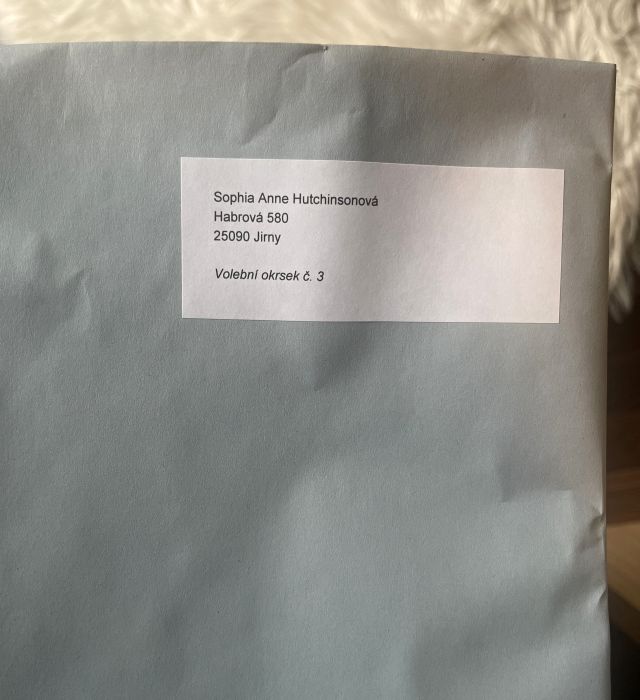 Sophia Anne Hutchinsonová
Habrová 580
25090 Jirny
Volební okrsek č. 3